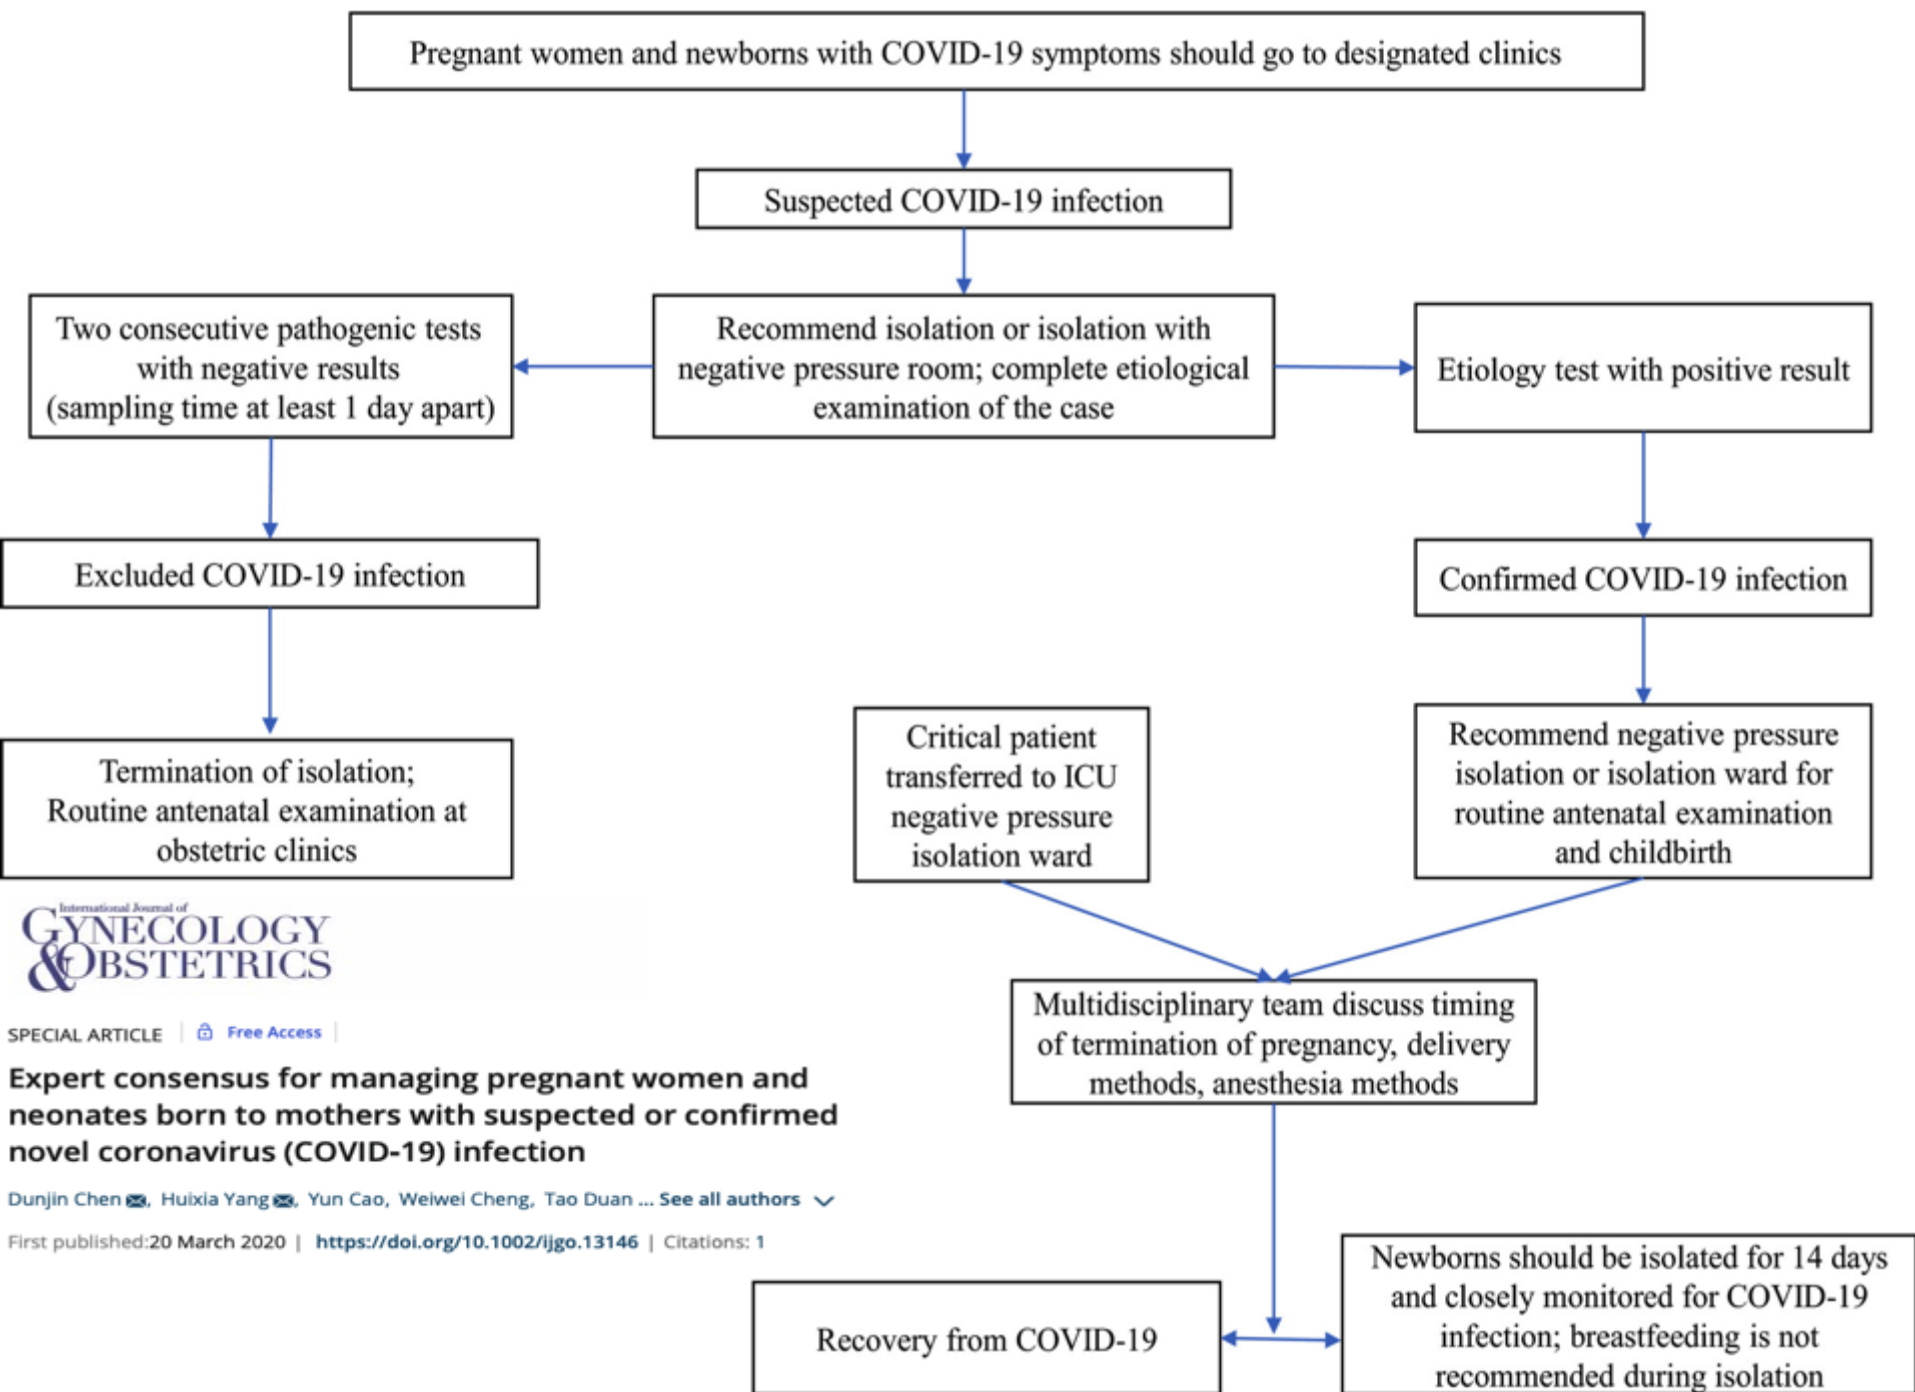 Pregnant women and newborns with COVID-19 symptoms should go to designated clinics
Suspected COVID-19 infection
Two consecutive pathogenic tests
with negative results
(sampling time at least 1 day apart)
Recommend isolation or isolation with
negative pressure room; complete etiological
examination of the case
Etiology test with positive result
Excluded COVID-19 infection
Confirmed COVID-19 infection
Termination of isolation;
Routine antenatal examination at
obstetric clinics
Critical patient
transferred to ICU
negative pressure
isolation ward
Recommend negative pressure
isolation or isolation ward for
routine antenatal examination
and childbirth
International Journal of
GYNECOLOGY
&OBSTETRICS
SPECIAL ARTICLE | Free Access |
Expert consensus for managing pregnant women and
neonates born to mothers with suspected or confirmed
novel coronavirus (COVID-19) infection
Dunjin Chen, Huixia Yang, Yun Cao, Weiwei Cheng, Tao Duan ... See all authors
First published:20 March 2020 | https://doi.org/10.1002/ijgo.13146 | Citations: 1
Multidisciplinary team discuss timing
of termination of pregnancy, delivery
methods, anesthesia methods
Recovery from COVID-19
Newborns should be isolated for 14 days
and closely monitored for COVID-19
infection; breastfeeding is not
recommended during isolation